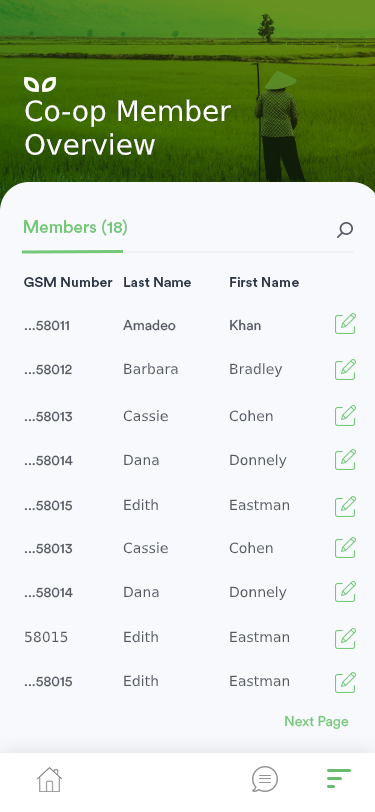 Co-op Member
Overview
Members (18)
GSM Number Last Name First Name
...58011 Amadeo Khan
...58012 Barbara Bradley
...58013 Cassie Cohen
...58014 Dana Donnely
...58015 Edith Eastman
...58013 Cassie Cohen
...58014 Dana Donnely
58015 Edith Eastman
...58015 Edith Eastman
Next Page